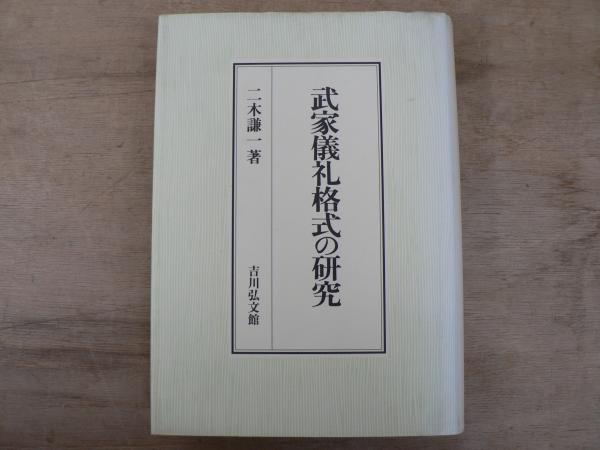 武家儀礼格式の研究
二木謙一著
吉川弘文館